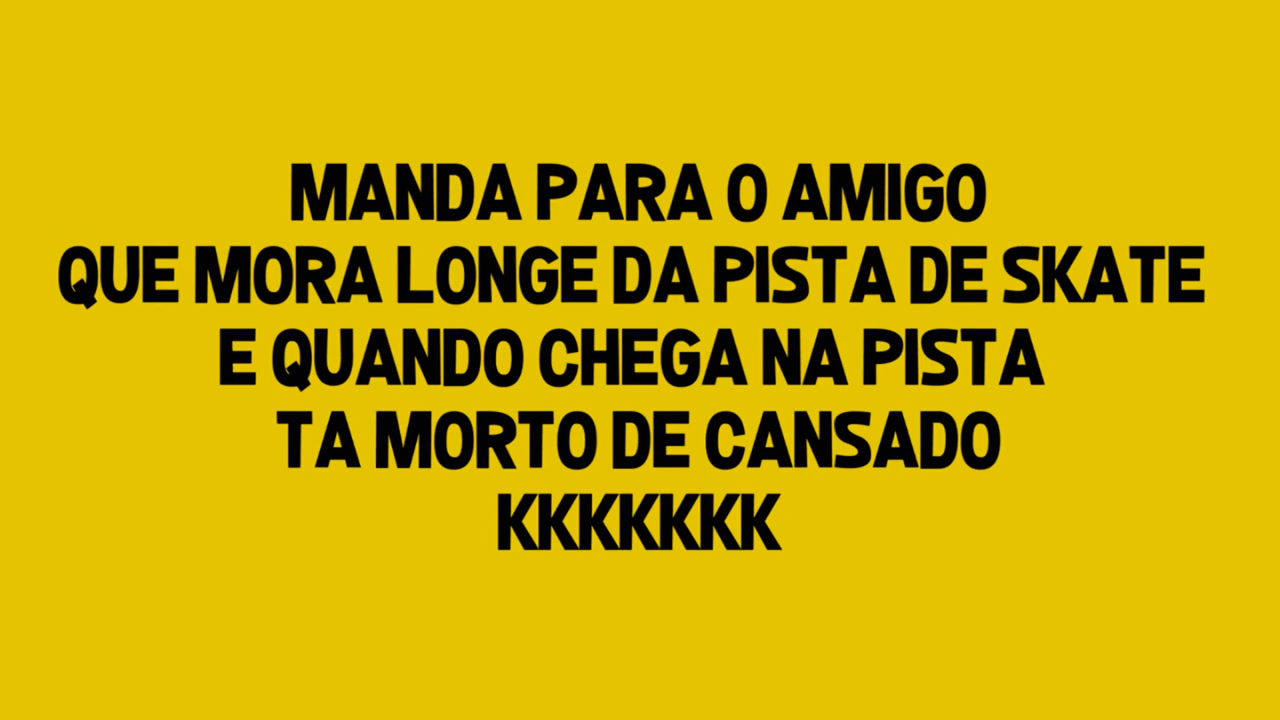 MANDA PARA O AMIGO
QUE MORA LONGE DA PISTA DE SKATE
E QUANDO CHEGA NA PISTA
TA MORTO DE CANSADO
KKKKKKK